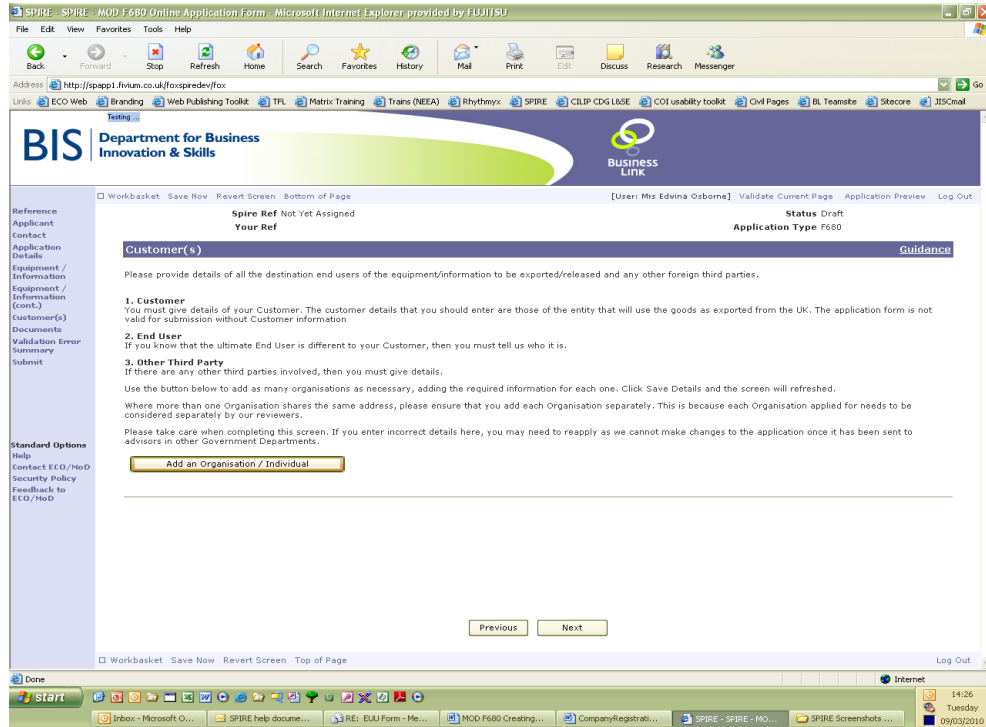 SPIRE - SPIRE - MOD F680 Online Application Form - Microsoft Internet Explorer provided by FUJITSU
File Edit View Favorites Tools Help
Back Forward Stop Refresh Home Search Favorites History Mail Print Edit Discuss Research Messenger
Address http://spapp1.fivium.co.uk/foxspiredev/fox Go
Links ECO Web Branding Web Publishing Toolkit TFL Matrix Training Trains (NEEA) Rhythmyx SPIRE CILIP CDG L&SE COI usability toolkit Civil Pages BL Teamsite Sitecore JISCmail
Testing ...
BIS Department for Business
Innovation & Skills
Business
Link
Workbasket Save Now Revert Screen Bottom of Page [User: Mrs Edwina Osborne] Validate Current Page Application Preview Log Out
Reference
Applicant
Contact
Application
Details
Equipment /
Information
Equipment /
Information
(cont.)
Customer(s)
Documents
Validation Error
Summary
Submit
Standard Options
Help
Contact ECO/MoD
Security Policy
Feedback to
ECO/MoD
Spire Ref Not Yet Assigned Status Draft
Your Ref Application Type F680
Customer(s) Guidance
Please provide details of all the destination end users of the equipment/information to be exported/released and any other foreign third parties.
1. Customer
You must give details of your Customer. The customer details that you should enter are those of the entity that will use the goods as exported from the UK. The application form is not
valid for submission without Customer information
2. End User
If you know that the ultimate End User is different to your Customer, then you must tell us who it is.
3. Other Third Party
If there are any other third parties involved, then you must give details.
Use the button below to add as many organisations as necessary, adding the required information for each one. Click Save Details and the screen will refreshed.
Where more than one Organisation shares the same address, please ensure that you add each Organisation separately. This is because each Organisation applied for needs to be
considered separately by our reviewers.
Please take care when completing this screen. If you enter incorrect details here, you may need to reapply as we cannot make changes to the application once it has been sent to
advisors in other Government Departments.
Add an Organisation / Individual
Previous Next
Workbasket Save Now Revert Screen Top of Page Log Out
Done Internet
start 14:26
Tuesday
Inbox - Microsoft O... SPIRE help docume... RE: EUU Form - Me... MOD F680 Creating... CompanyRegistrati... SPIRE - SPIRE - MO... SPIRE Screenshots ... 09/03/2010